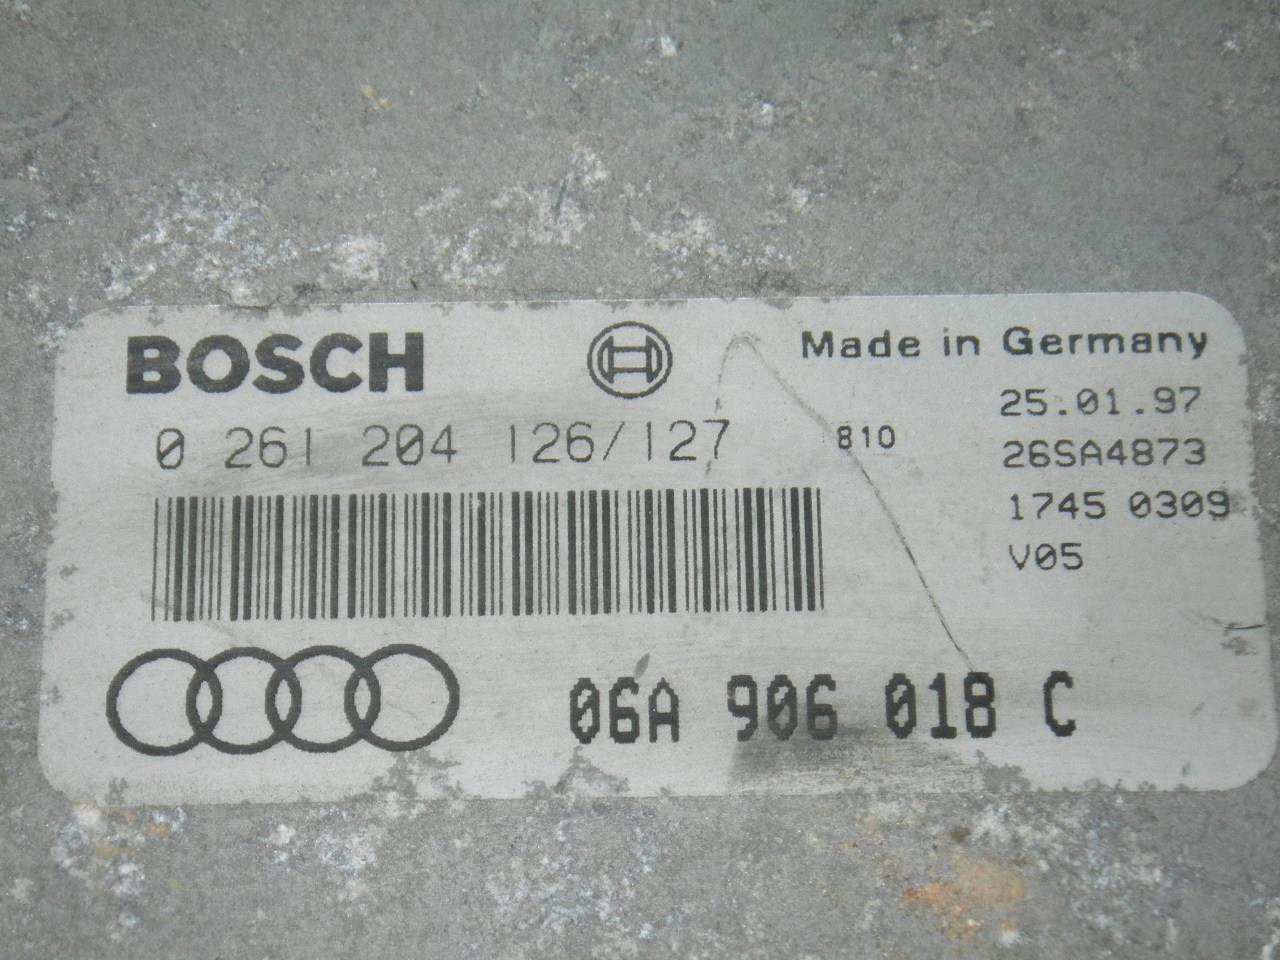 BOSCH
Made in Germany
25.01.97
0 261 204 126/127
810
26SA4873
1745 0309
V05
06A 906 018 C